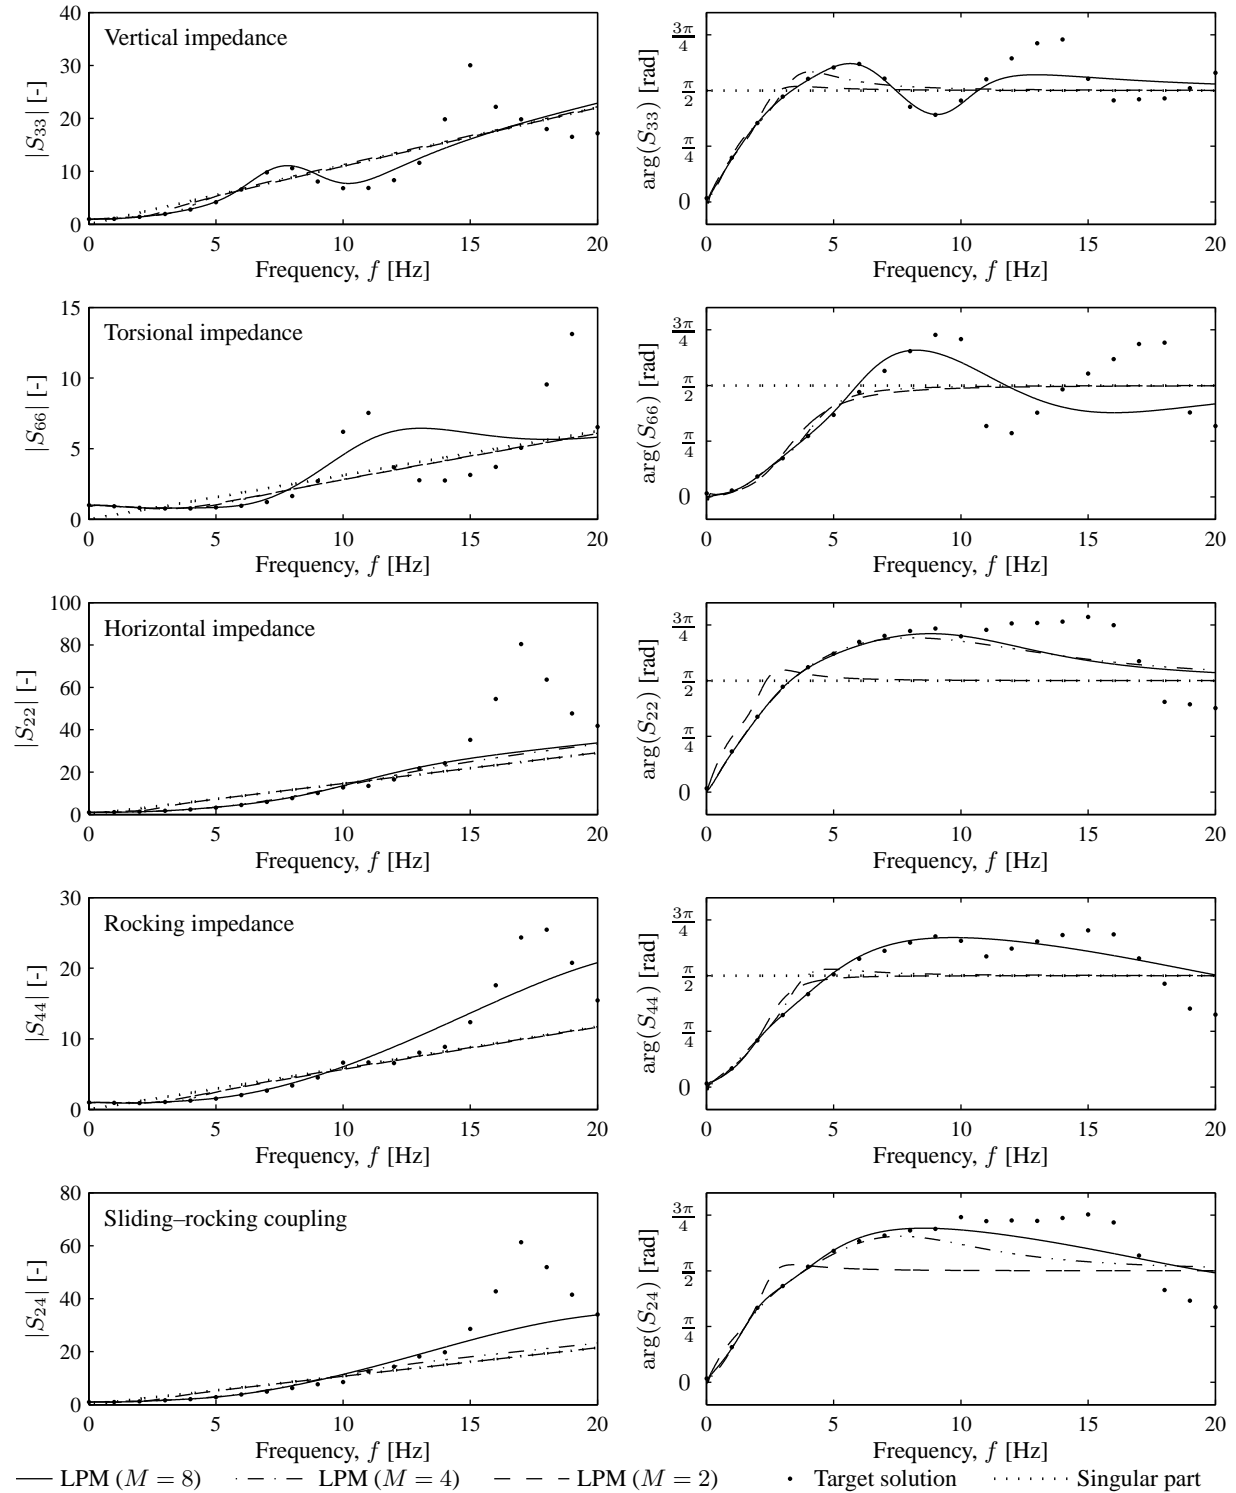 40
30
20
10
0
|S₃₃| [-]
Vertical impedance
0 5 10 15 20
Frequency, f [Hz]
3π/4
π/2
π/4
0
arg(S₃₃) [rad]
0 5 10 15 20
Frequency, f [Hz]
15
10
5
0
|S₆₆| [-]
Torsional impedance
0 5 10 15 20
Frequency, f [Hz]
3π/4
π/2
π/4
0
arg(S₆₆) [rad]
0 5 10 15 20
Frequency, f [Hz]
100
80
60
40
20
0
|S₂₂| [-]
Horizontal impedance
0 5 10 15 20
Frequency, f [Hz]
3π/4
π/2
π/4
0
arg(S₂₂) [rad]
0 5 10 15 20
Frequency, f [Hz]
30
20
10
0
|S₄₄| [-]
Rocking impedance
0 5 10 15 20
Frequency, f [Hz]
3π/4
π/2
π/4
0
arg(S₄₄) [rad]
0 5 10 15 20
Frequency, f [Hz]
80
60
40
20
0
|S₂₄| [-]
Sliding–rocking coupling
0 5 10 15 20
Frequency, f [Hz]
3π/4
π/2
π/4
0
arg(S₂₄) [rad]
0 5 10 15 20
Frequency, f [Hz]
LPM (M = 8) LPM (M = 4) LPM (M = 2) Target solution Singular part